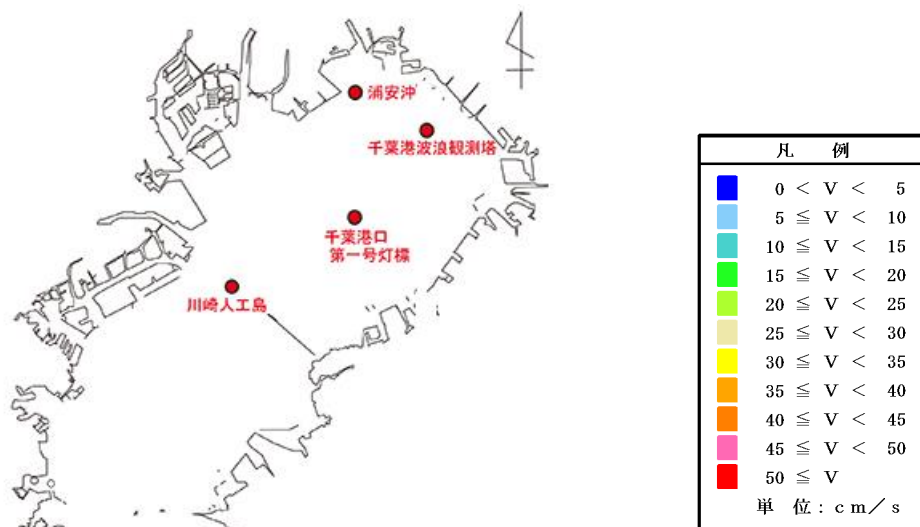 浦安沖
千葉港波浪観測塔
千葉港口
第一号灯標
川崎人工島
凡 例
0 < V < 5
5 ≦ V < 10
10 ≦ V < 15
15 ≦ V < 20
20 ≦ V < 25
25 ≦ V < 30
30 ≦ V < 35
35 ≦ V < 40
40 ≦ V < 45
45 ≦ V < 50
50 ≦ V
単 位 : cm/s